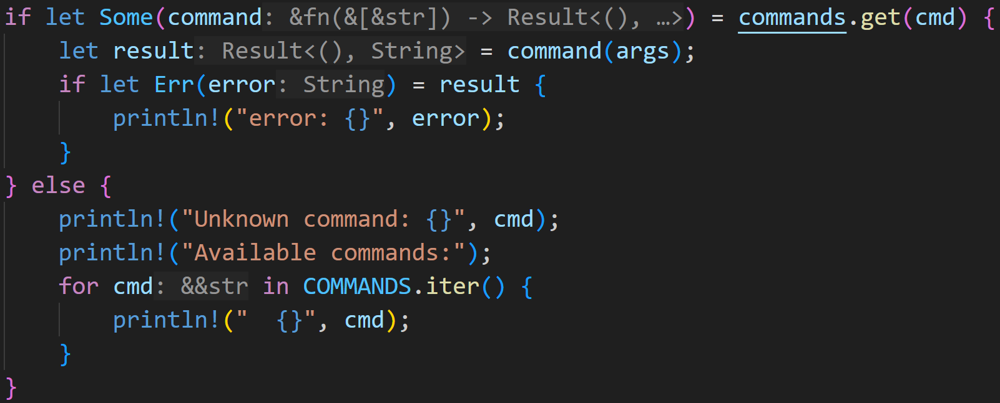 if let Some(command: &fn(&[&str]) -> Result<(), …>) = commands.get(cmd) {
    let result: Result<(), String> = command(args);
    if let Err(error: String) = result {
        println!("error: {}", error);
    }
} else {
    println!("Unknown command: {}", cmd);
    println!("Available commands:");
    for cmd: &&str in COMMANDS.iter() {
        println!("  {}", cmd);
    }
}